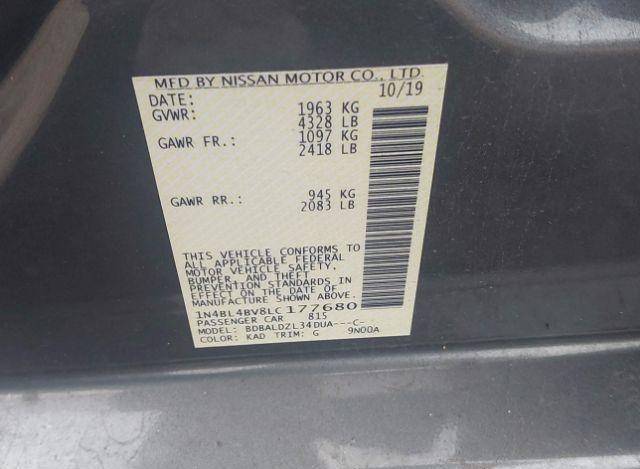 MFD BY NISSAN MOTOR CO., LTD.
DATE: 10/19
GVWR: 1963 KG
4328 LB
GAWR FR.: 1097 KG
2418 LB
GAWR RR.: 945 KG
2083 LB
THIS VEHICLE CONFORMS TO
ALL APPLICABLE FEDERAL
MOTOR VEHICLE SAFETY,
BUMPER, AND THEFT
PREVENTION STANDARDS IN
EFFECT ON THE DATE OF
MANUFACTURE SHOWN ABOVE.
1N4BL4BV8LC177680
PASSENGER CAR 815
MODEL: BDBALDZL34DUA---C-
COLOR: KAD TRIM: G 9N00A